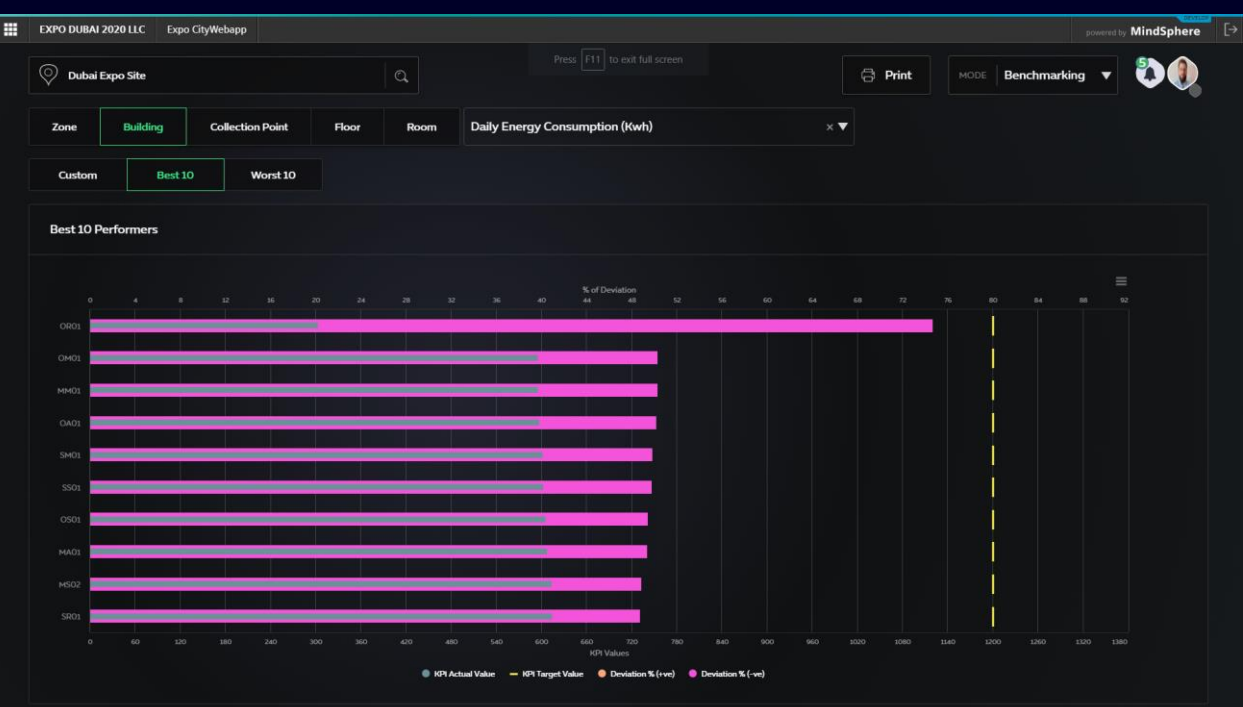 DEVELOP
EXPO DUBAI 2020 LLC Expo CityWebapp powered by MindSphere
Press F11 to exit full screen
Dubai Expo Site Print MODE Benchmarking 5
Zone Building Collection Point Floor Room Daily Energy Consumption (Kwh) ×
Custom Best 10 Worst 10
Best 10 Performers
% of Deviation
0 4 8 12 16 20 24 28 32 36 40 44 48 52 56 60 64 68 72 76 80 84 88 92
OR01
OM01
MM01
OA01
SM01
SS01
OS01
MA01
MS02
SR01
0 60 120 180 240 300 360 420 480 540 600 660 720 780 840 900 960 1020 1080 1140 1200 1260 1320 1380
KPI Values
KPI Actual Value KPI Target Value Deviation % (+ve) Deviation % (-ve)